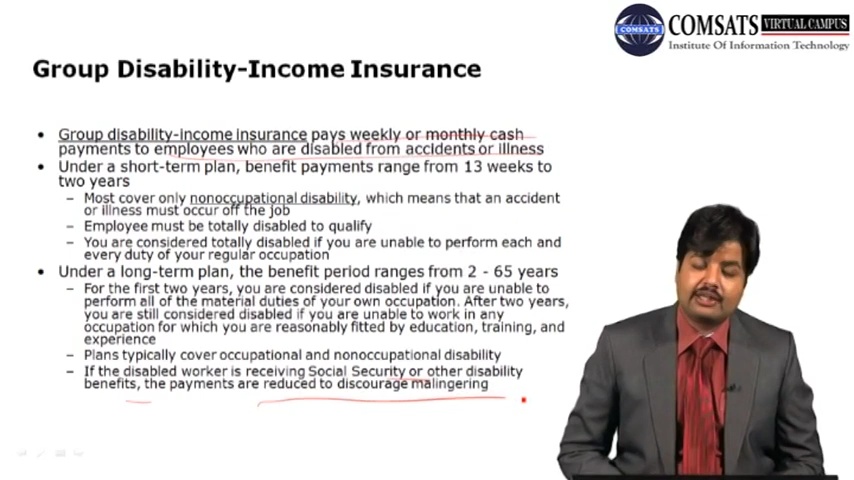 COMSATS
COMSATS VIRTUAL CAMPUS
Institute Of Information Technology
Group Disability-Income Insurance
• Group disability-income insurance pays weekly or monthly cash
payments to employees who are disabled from accidents or illness
• Under a short-term plan, benefit payments range from 13 weeks to
two years
– Most cover only nonoccupational disability, which means that an accident
or illness must occur off the job
– Employee must be totally disabled to qualify
– You are considered totally disabled if you are unable to perform each and
every duty of your regular occupation
• Under a long-term plan, the benefit period ranges from 2 - 65 years
– For the first two years, you are considered disabled if you are unable to
perform all of the material duties of your own occupation. After two years,
you are still considered disabled if you are unable to work in any
occupation for which you are reasonably fitted by education, training, and
experience
– Plans typically cover occupational and nonoccupational disability
– If the disabled worker is receiving Social Security or other disability
benefits, the payments are reduced to discourage malingering